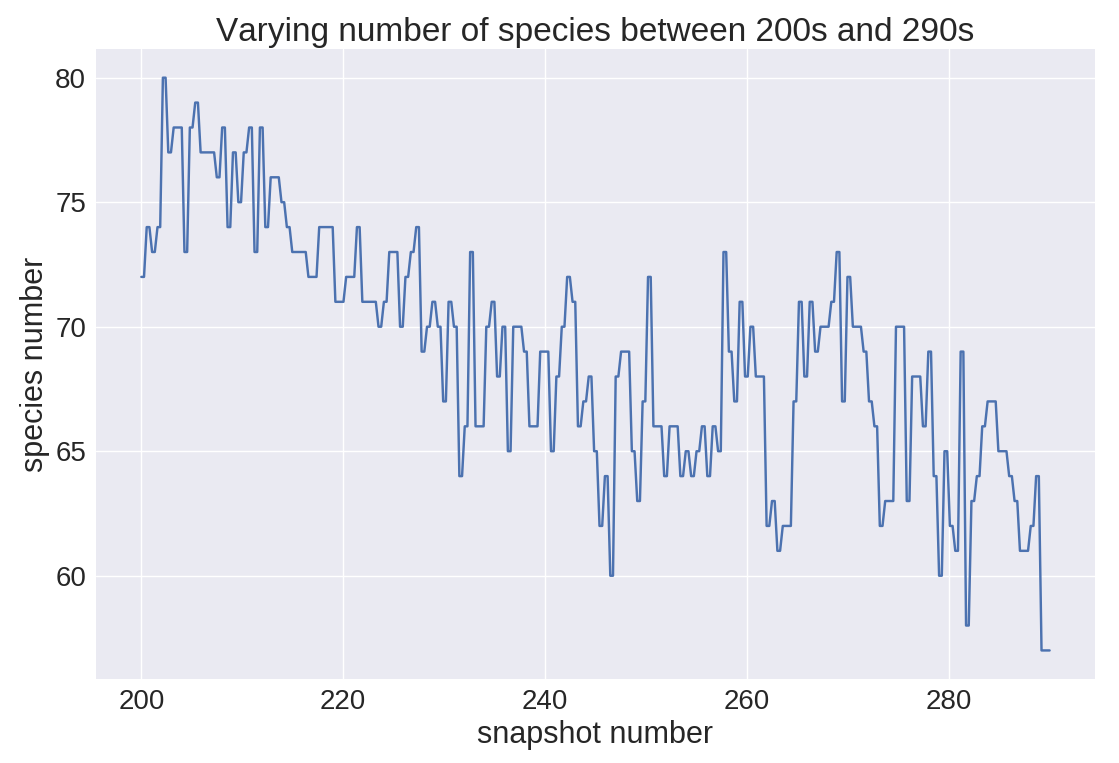 Varying number of species between 200s and 290s
80
75
70
65
60
species number
200 220 240 260 280
snapshot number